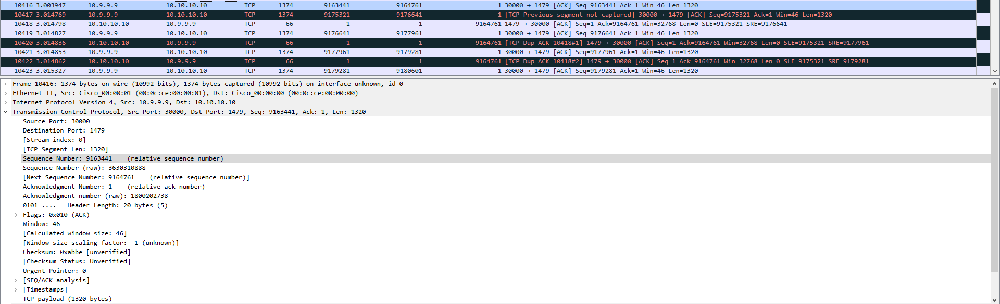 10416 3.003947 10.9.9.9 10.10.10.10 TCP 1374 9163441 9164761 1 30000 → 1479 [ACK] Seq=9163441 Ack=1 Win=46 Len=1320
10417 3.014769 10.9.9.9 10.10.10.10 TCP 1374 9175321 9176641 1 [TCP Previous segment not captured] 30000 → 1479 [ACK] Seq=9175321 Ack=1 Win=46 Len=1320
10418 3.014798 10.10.10.10 10.9.9.9 TCP 66 1 1 9164761 1479 → 30000 [ACK] Seq=1 Ack=9164761 Win=32768 Len=0 SLE=9175321 SRE=9176641
10419 3.014827 10.9.9.9 10.10.10.10 TCP 1374 9176641 9177961 1 30000 → 1479 [ACK] Seq=9176641 Ack=1 Win=46 Len=1320
10420 3.014836 10.10.10.10 10.9.9.9 TCP 66 1 1 9164761 [TCP Dup ACK 10418#1] 1479 → 30000 [ACK] Seq=1 Ack=9164761 Win=32768 Len=0 SLE=9175321 SRE=9177961
10421 3.014853 10.9.9.9 10.10.10.10 TCP 1374 9177961 9179281 1 30000 → 1479 [ACK] Seq=9177961 Ack=1 Win=46 Len=1320
10422 3.014862 10.10.10.10 10.9.9.9 TCP 66 1 1 9164761 [TCP Dup ACK 10418#2] 1479 → 30000 [ACK] Seq=1 Ack=9164761 Win=32768 Len=0 SLE=9175321 SRE=9179281
10423 3.015327 10.9.9.9 10.10.10.10 TCP 1374 9179281 9180601 1 30000 → 1479 [ACK] Seq=9179281 Ack=1 Win=46 Len=1320
Frame 10416: 1374 bytes on wire (10992 bits), 1374 bytes captured (10992 bits) on interface unknown, id 0
Ethernet II, Src: Cisco_00:00:01 (00:0c:ce:00:00:01), Dst: Cisco_00:00:00 (00:0c:ce:00:00:00)
Internet Protocol Version 4, Src: 10.9.9.9, Dst: 10.10.10.10
Transmission Control Protocol, Src Port: 30000, Dst Port: 1479, Seq: 9163441, Ack: 1, Len: 1320
Source Port: 30000
Destination Port: 1479
[Stream index: 0]
[TCP Segment Len: 1320]
Sequence Number: 9163441 (relative sequence number)
Sequence Number (raw): 3630310888
[Next Sequence Number: 9164761 (relative sequence number)]
Acknowledgment Number: 1 (relative ack number)
Acknowledgment number (raw): 1800202738
0101 .... = Header Length: 20 bytes (5)
Flags: 0x010 (ACK)
Window: 46
[Calculated window size: 46]
[Window size scaling factor: -1 (unknown)]
Checksum: 0xabbe [unverified]
[Checksum Status: Unverified]
Urgent Pointer: 0
[SEQ/ACK analysis]
[Timestamps]
TCP payload (1320 bytes)